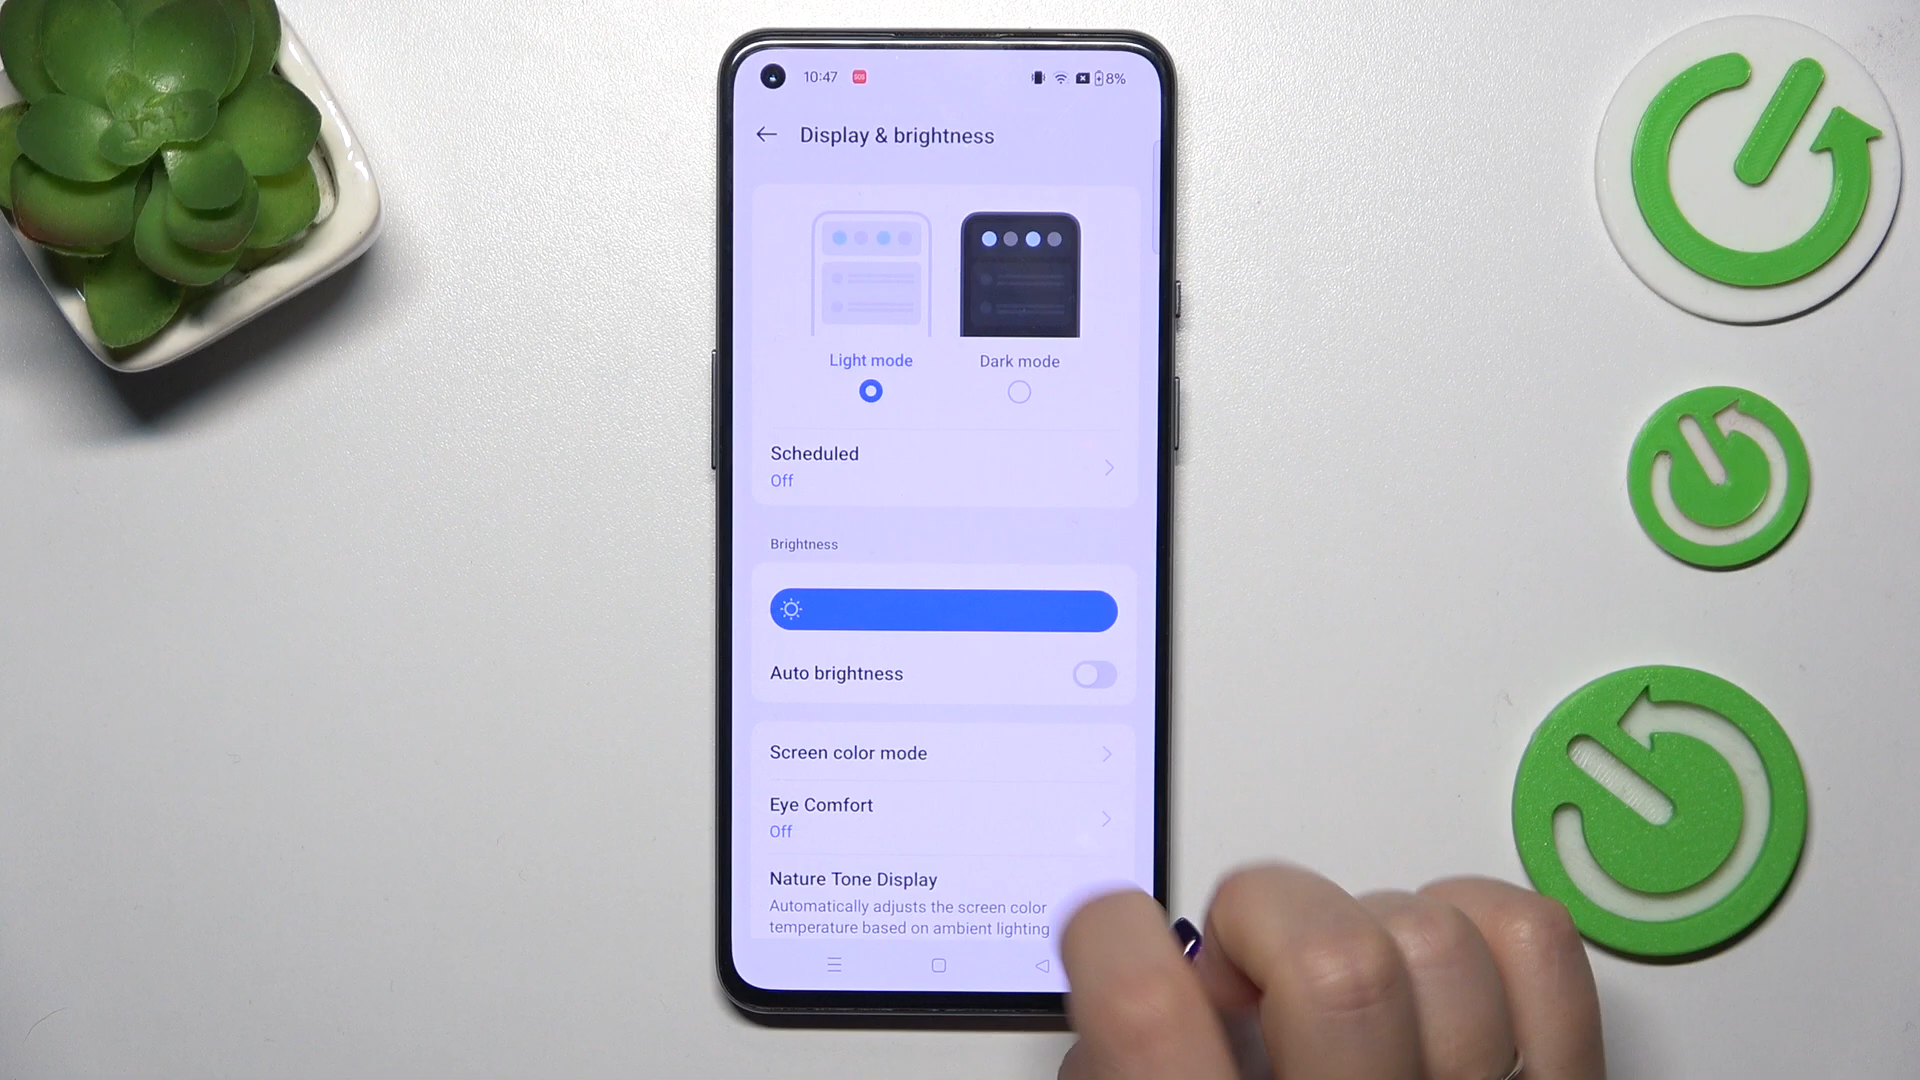 10:47 SOS 8%
Display & brightness
Light mode Dark mode
Scheduled
Off
Brightness
Auto brightness
Screen color mode
Eye Comfort
Off
Nature Tone Display
Automatically adjusts the screen color
temperature based on ambient lighting